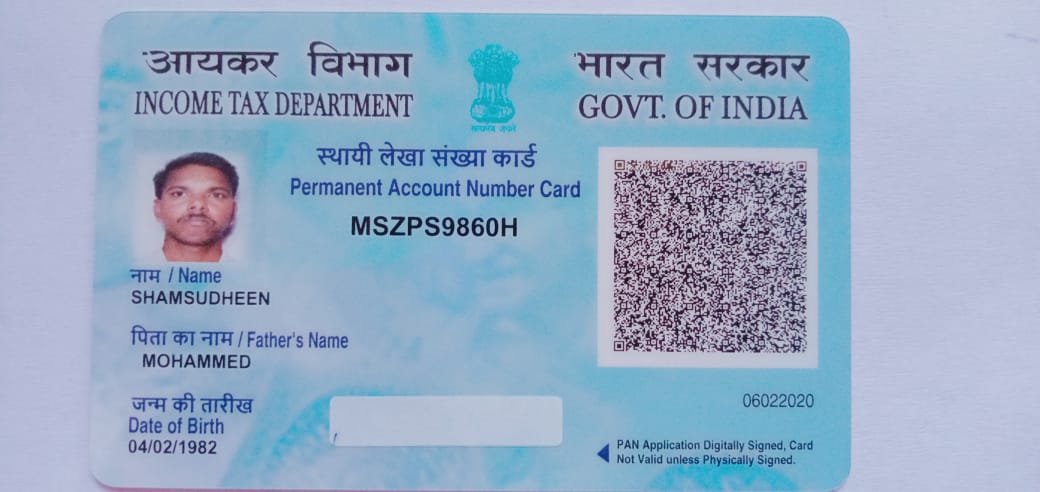 आयकर विभाग
INCOME TAX DEPARTMENT
सत्यमेव जयते
भारत सरकार
GOVT. OF INDIA
स्थायी लेखा संख्या कार्ड
Permanent Account Number Card
MSZPS9860H
नाम / Name
SHAMSUDHEEN
पिता का नाम / Father's Name
MOHAMMED
जन्म की तारीख
Date of Birth
04/02/1982
06022020
PAN Application Digitally Signed, Card
Not Valid unless Physically Signed.